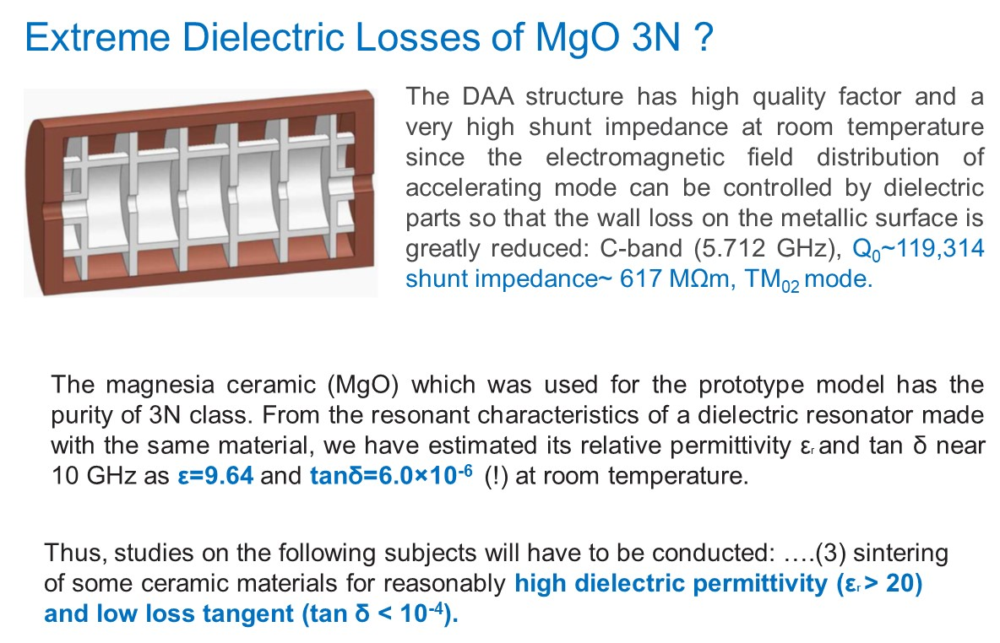 Extreme Dielectric Losses of MgO 3N ?
The DAA structure has high quality factor and a
very high shunt impedance at room temperature
since the electromagnetic field distribution of
accelerating mode can be controlled by dielectric
parts so that the wall loss on the metallic surface is
greatly reduced: C-band (5.712 GHz), Q₀~119,314
shunt impedance~ 617 MΩm, TM₀₂ mode.
The magnesia ceramic (MgO) which was used for the prototype model has the
purity of 3N class. From the resonant characteristics of a dielectric resonator made
with the same material, we have estimated its relative permittivity εᵣ and tan δ near
10 GHz as ε=9.64 and tanδ=6.0×10⁻⁶ (!) at room temperature.
Thus, studies on the following subjects will have to be conducted: ….(3) sintering
of some ceramic materials for reasonably high dielectric permittivity (εᵣ > 20)
and low loss tangent (tan δ < 10⁻⁴).